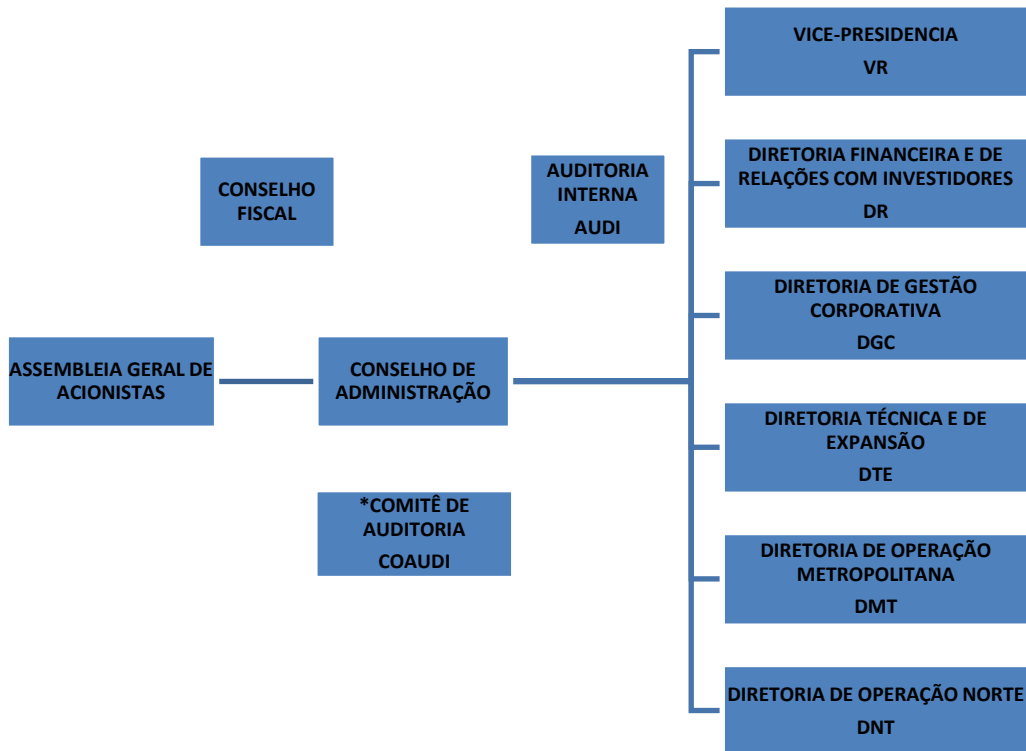 VICE-PRESIDENCIA
VR
CONSELHO
FISCAL
AUDITORIA
INTERNA
AUDI
DIRETORIA FINANCEIRA E DE
RELAÇÕES COM INVESTIDORES
DR
DIRETORIA DE GESTÃO
CORPORATIVA
DGC
ASSEMBLEIA GERAL DE
ACIONISTAS
CONSELHO DE
ADMINISTRAÇÃO
DIRETORIA TÉCNICA E DE
EXPANSÃO
DTE
*COMITÊ DE
AUDITORIA
COAUDI
DIRETORIA DE OPERAÇÃO
METROPOLITANA
DMT
DIRETORIA DE OPERAÇÃO NORTE
DNT